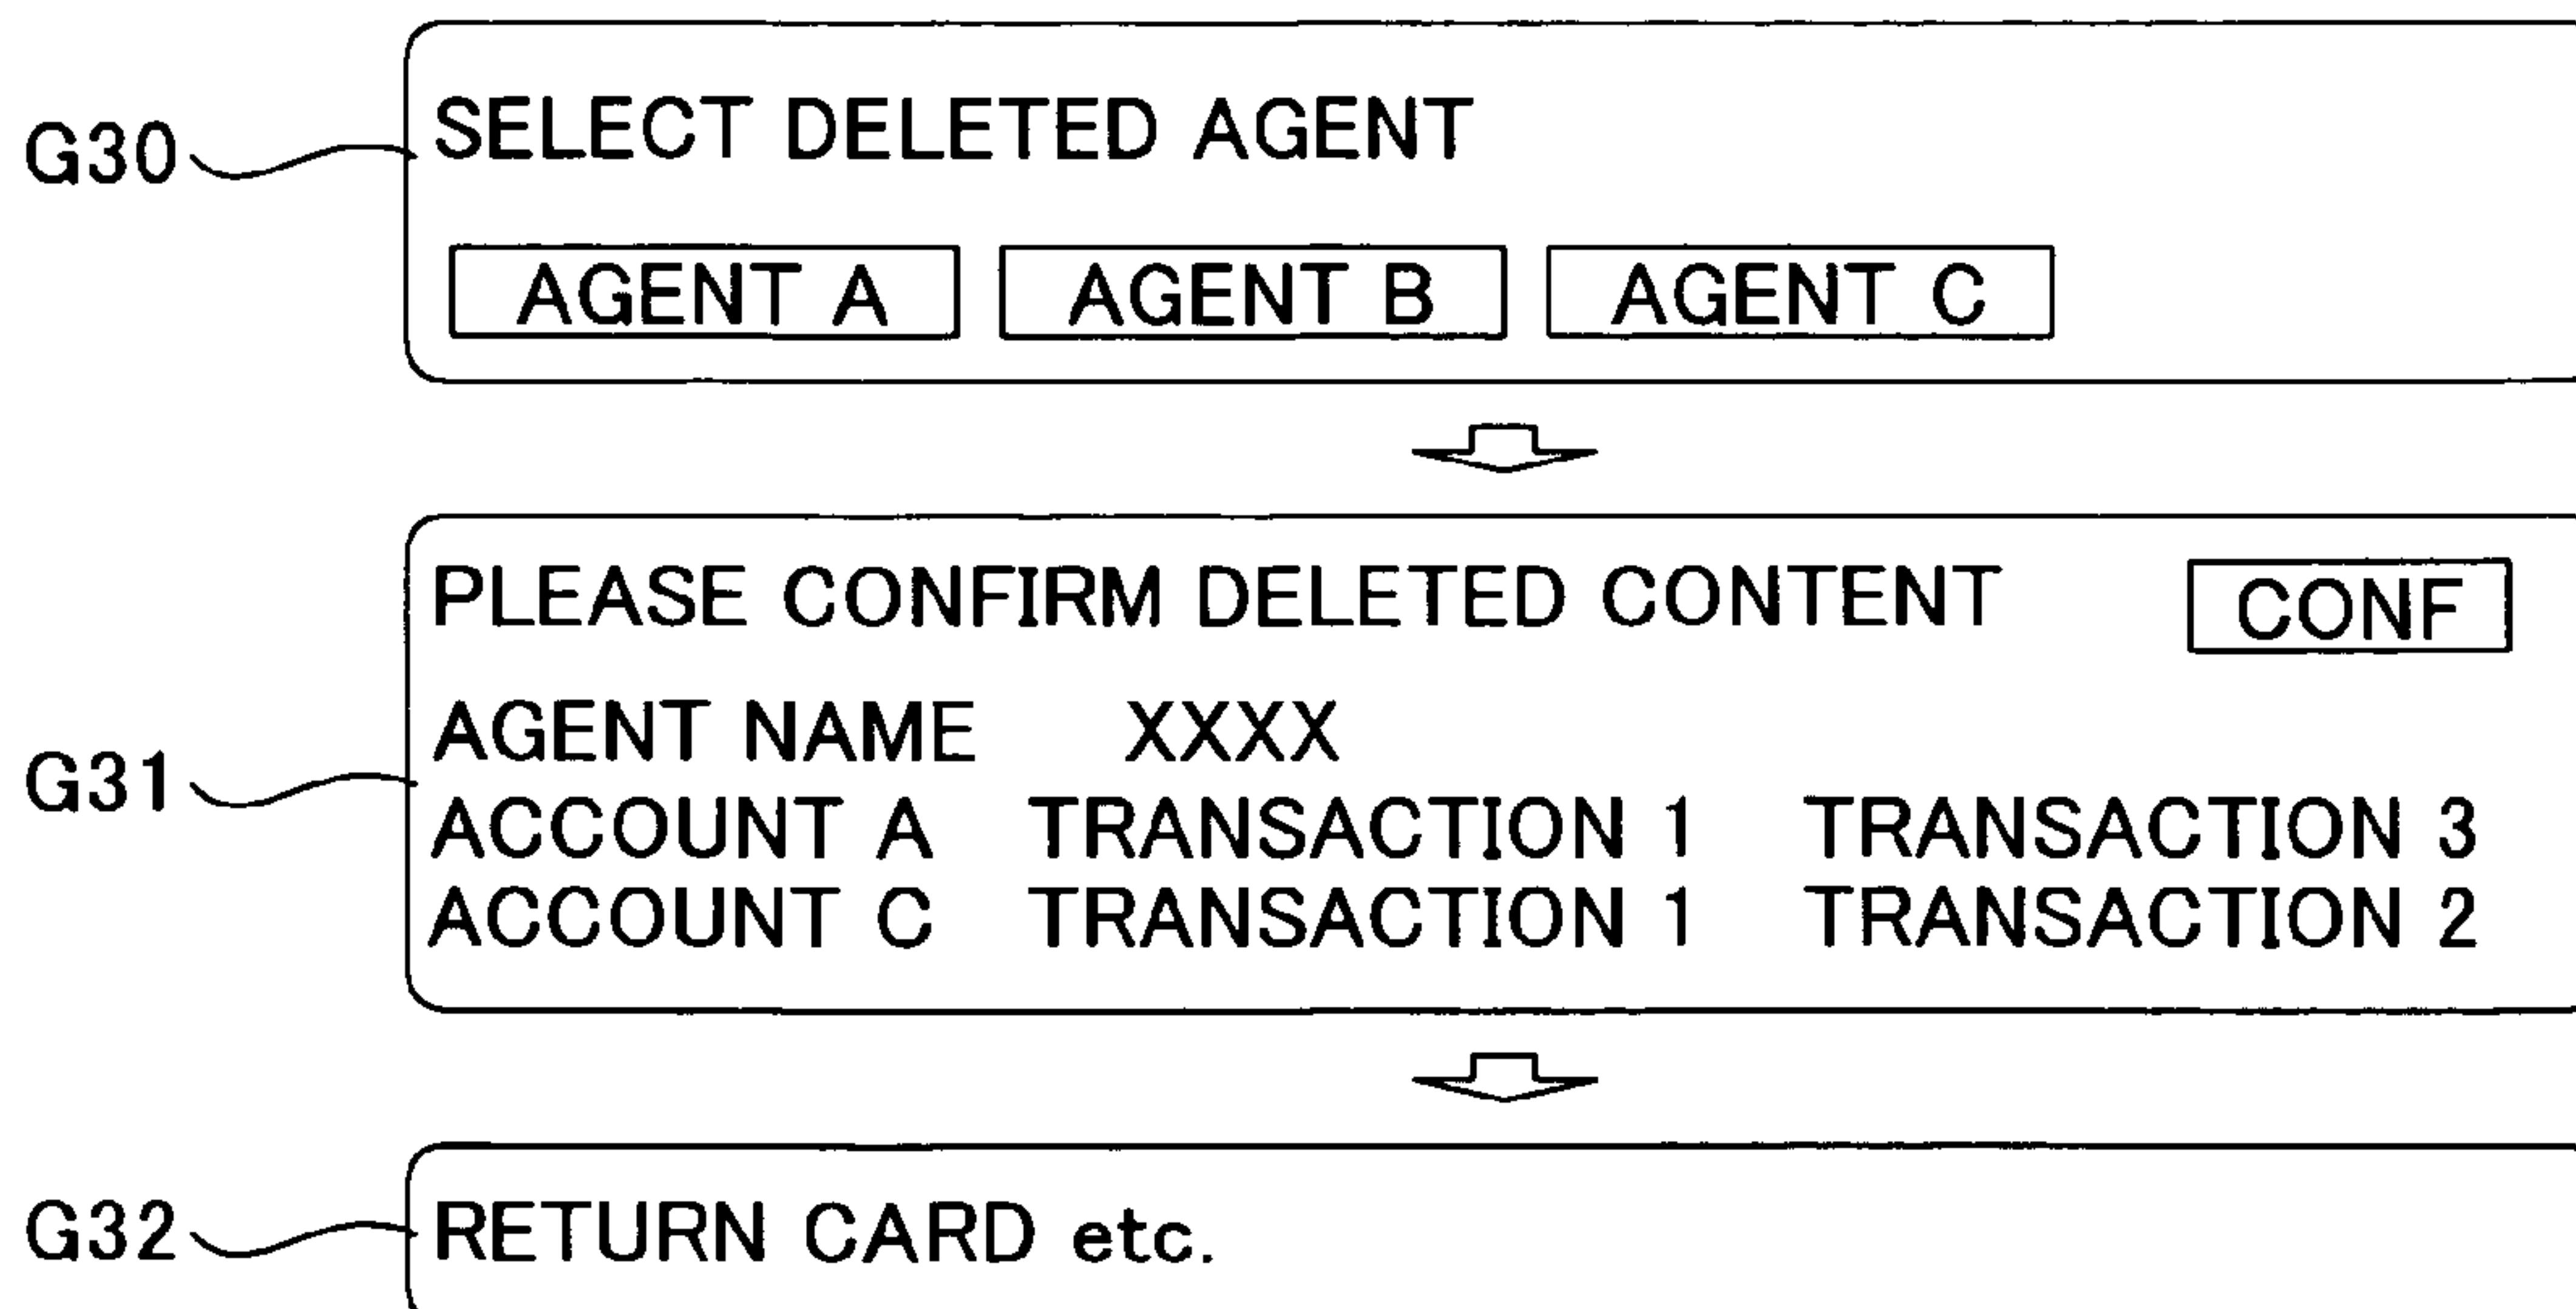 G30
SELECT DELETED AGENT
AGENT A AGENT B AGENT C
PLEASE CONFIRM DELETED CONTENT CONF
AGENT NAME XXXX
G31
ACCOUNT A TRANSACTION 1 TRANSACTION 3
ACCOUNT C TRANSACTION 1 TRANSACTION 2
G32
RETURN CARD etc.